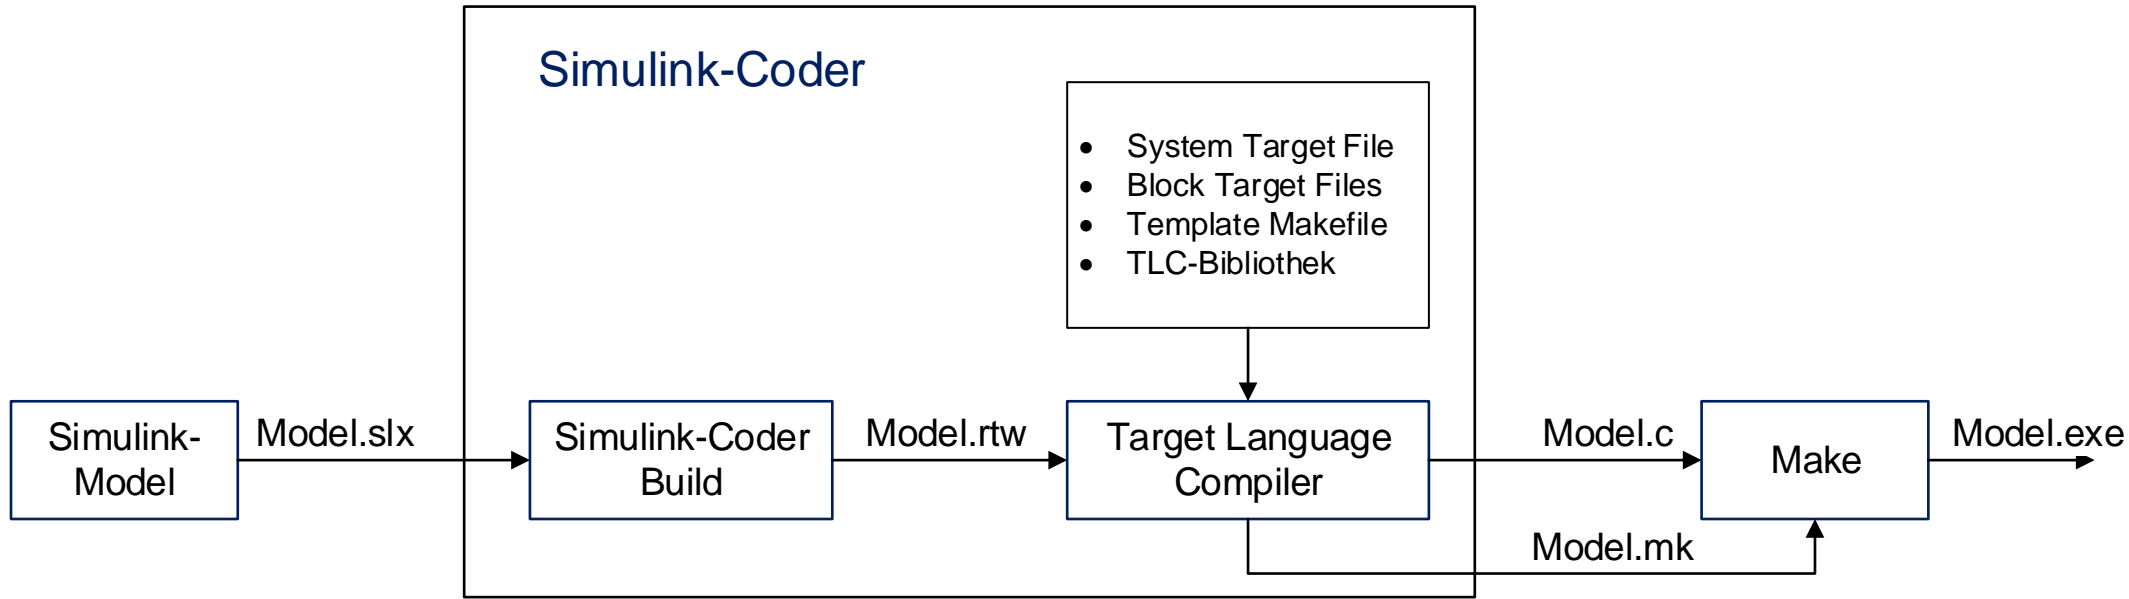 Simulink-Coder
• System Target File
• Block Target Files
• Template Makefile
• TLC-Bibliothek
Simulink-
Model
Model.slx
Simulink-Coder
Build
Model.rtw
Target Language
Compiler
Model.c
Make
Model.exe
Model.mk